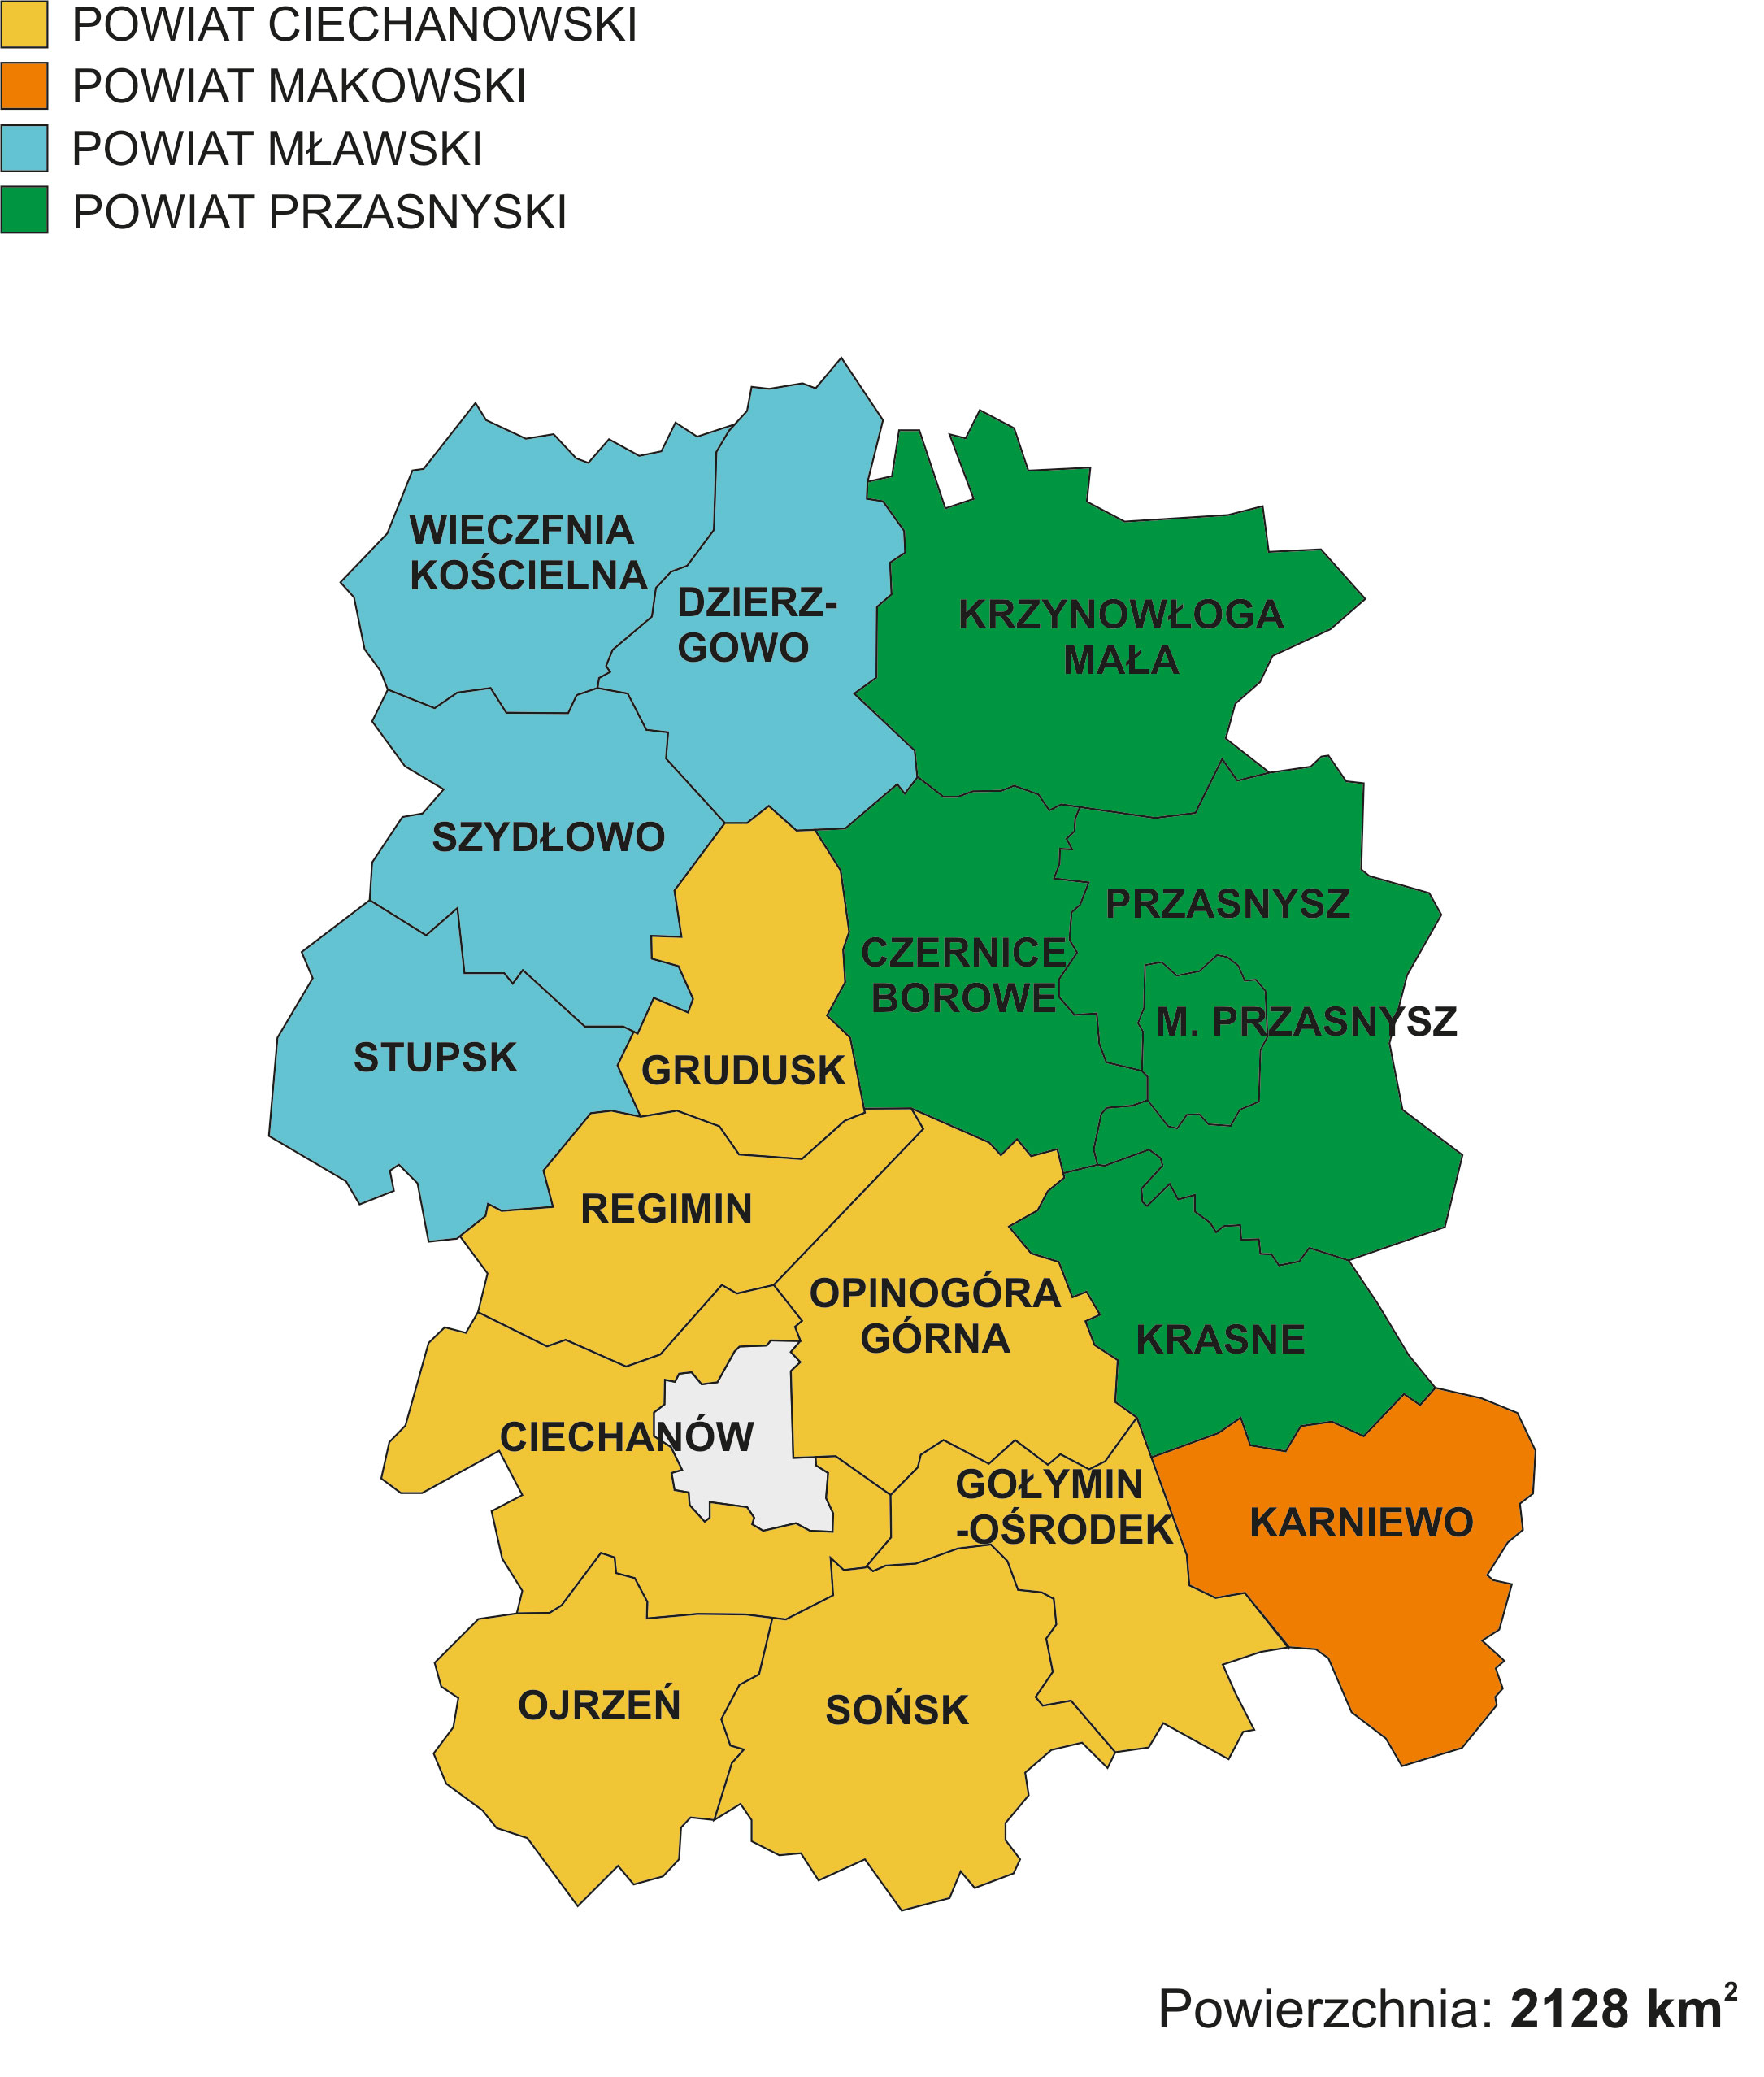 POWIAT CIECHANOWSKI
POWIAT MAKOWSKI
POWIAT MŁAWSKI
POWIAT PRZASNYSKI
WIECZFNIA
KOŚCIELNA
DZIERZ-
GOWO
KRZYNOWŁOGA
MAŁA
SZYDŁOWO
PRZASNYSZ
CZERNICE
BOROWE
M. PRZASNYSZ
STUPSK
GRUDUSK
REGIMIN
OPINOGÓRA
GÓRNA
KRASNE
CIECHANÓW
GOŁYMIN
-OŚRODEK
KARNIEWO
OJRZEŃ
SOŃSK
Powierzchnia: 2128 km²